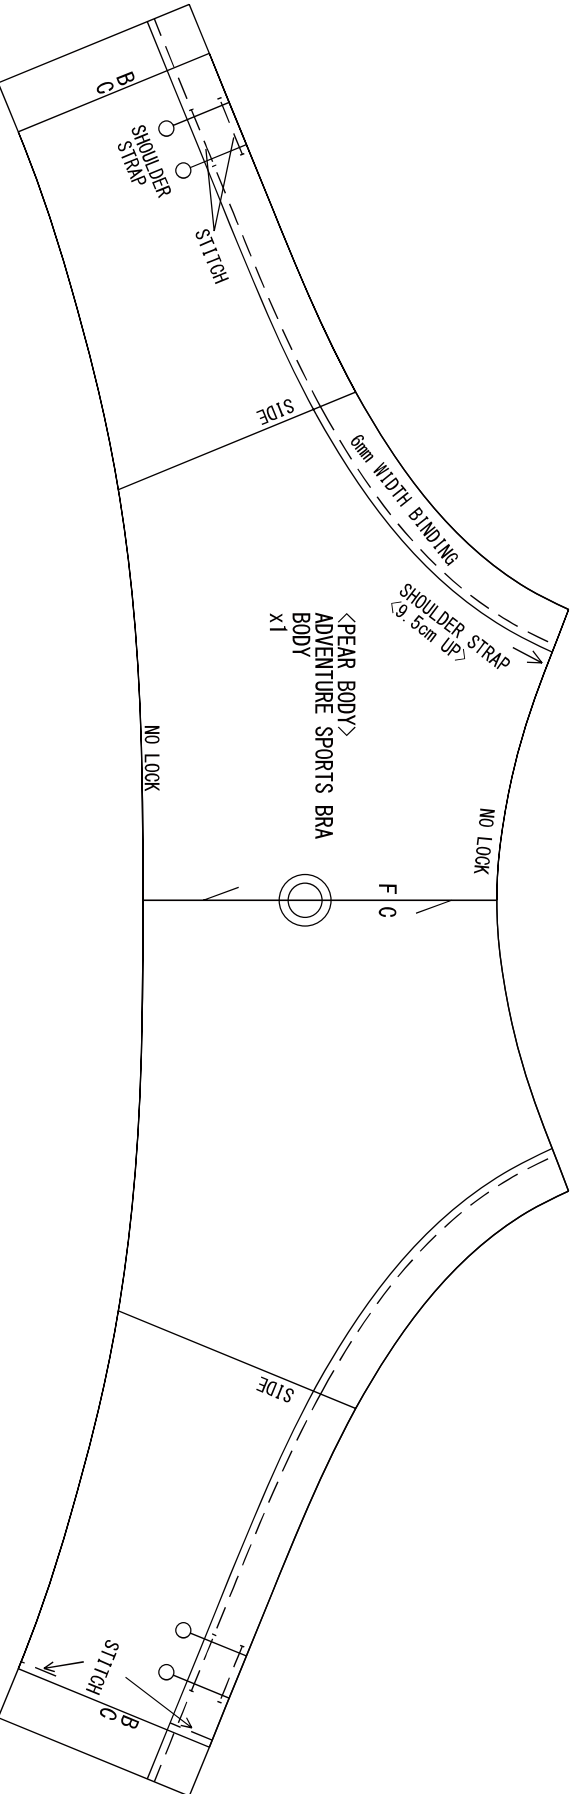 B
C
SHOULDER
STRAP
STITCH
SIDE
6mm WIDTH BINDING
SHOULDER STRAP
<9.5cm UP>
<PEAR BODY>
ADVENTURE SPORTS BRA
BODY
x1
NO LOCK
NO LOCK
F C
SIDE
STITCH
B
C